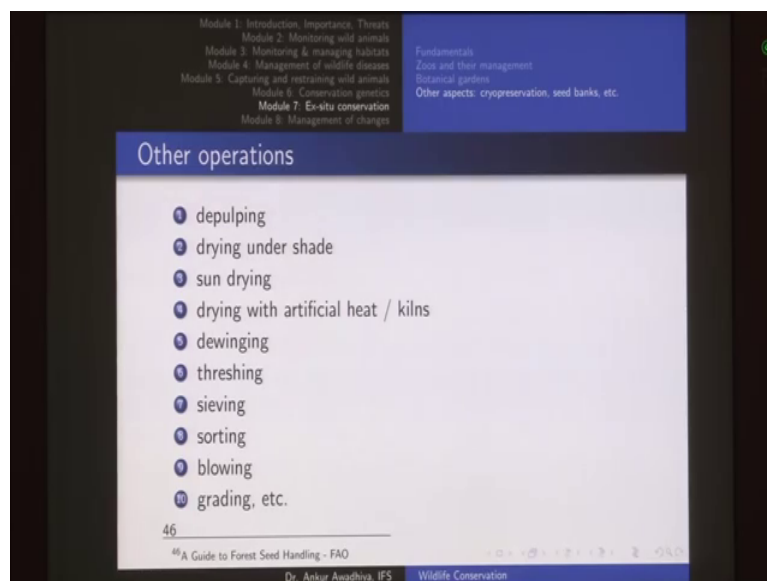 Module 1: Introduction, Importance, Threats
Module 2: Monitoring wild animals
Module 3: Monitoring & managing habitats
Module 4: Management of wildlife diseases
Module 5: Capturing and restraining wild animals
Module 6: Conservation genetics
Module 7: Ex-situ conservation
Module 8: Management of changes
Fundamentals
Zoos and their management
Botanical gardens
Other aspects: cryopreservation, seed banks, etc.
Other operations
1 depulping
2 drying under shade
3 sun drying
4 drying with artificial heat / kilns
5 dewinging
6 threshing
7 sieving
8 sorting
9 blowing
10 grading, etc.
46
46 A Guide to Forest Seed Handling - FAO
Dr. Ankur Awadhiya, IFS Wildlife Conservation